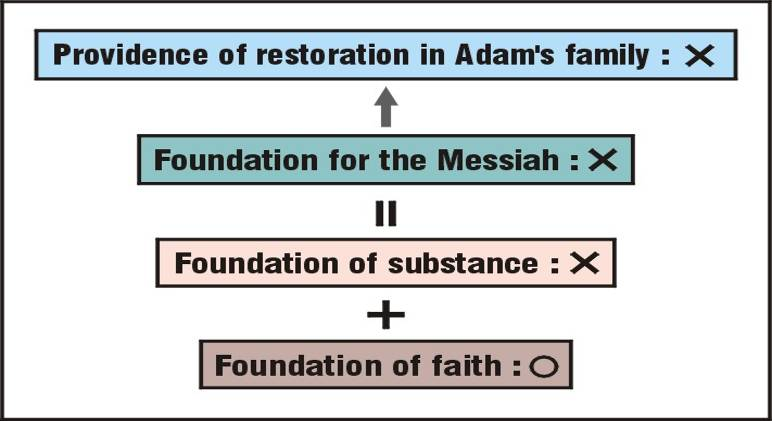 Providence of restoration in Adam's family : ×
Foundation for the Messiah : ×
=
Foundation of substance : ×
+
Foundation of faith : ○